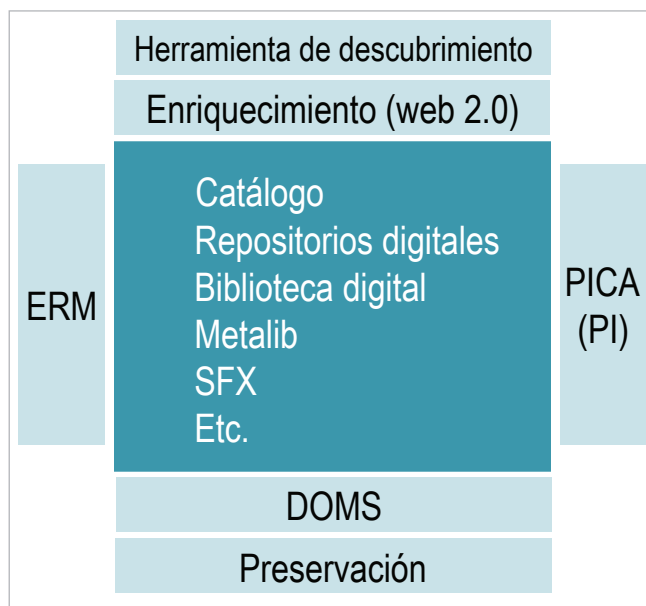 Herramienta de descubrimiento
Enriquecimiento (web 2.0)
Catálogo
Repositorios digitales
Biblioteca digital
Metalib
SFX
Etc.
ERM
PICA
(PI)
DOMS
Preservación